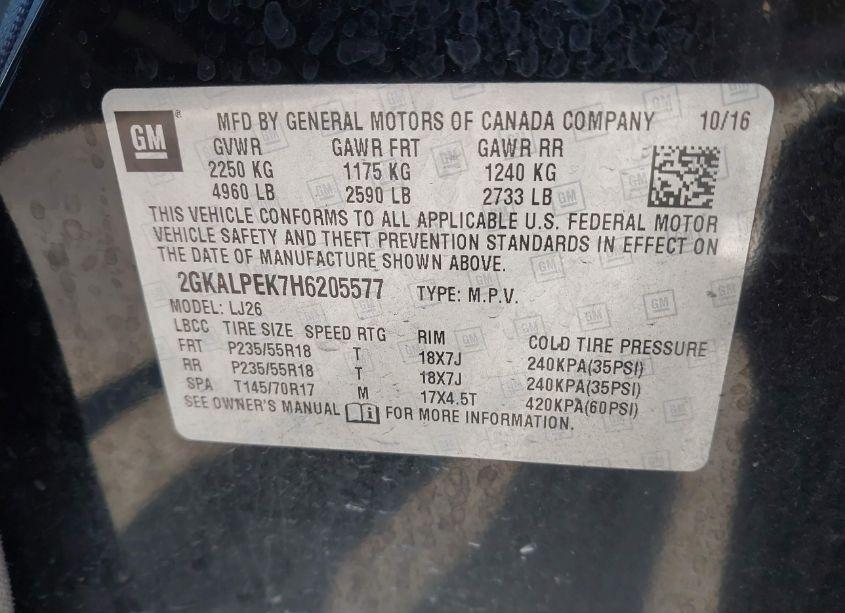 GM ® MFD BY GENERAL MOTORS OF CANADA COMPANY 10/16
GVWR GAWR FRT GAWR RR
2250 KG 1175 KG 1240 KG
4960 LB 2590 LB 2733 LB
THIS VEHICLE CONFORMS TO ALL APPLICABLE U.S. FEDERAL MOTOR
VEHICLE SAFETY AND THEFT PREVENTION STANDARDS IN EFFECT ON
THE DATE OF MANUFACTURE SHOWN ABOVE.
2GKALPEK7H6205577 TYPE: M.P.V.
MODEL: LJ26
LBCC TIRE SIZE SPEED RTG RIM COLD TIRE PRESSURE
FRT P235/55R18 T 18X7J 240KPA(35PSI)
RR P235/55R18 T 18X7J 240KPA(35PSI)
SPA T145/70R17 M 17X4.5T 420KPA(60PSI)
SEE OWNER'S MANUAL FOR MORE INFORMATION.